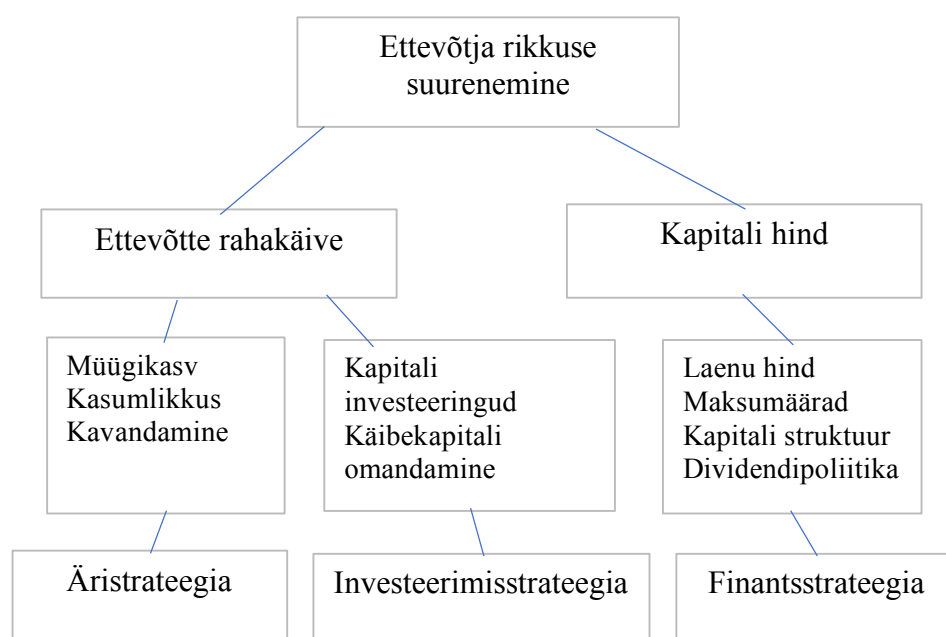 Ettevõtja rikkuse
suurenemine
Ettevõtte rahakäive
Kapitali hind
Müügikasv
Kasumlikkus
Kavandamine
Kapitali
investeeringud
Käibekapitali
omandamine
Laenu hind
Maksumäärad
Kapitali struktuur
Dividendipoliitika
Äristrateegia
Investeerimisstrateegia
Finantsstrateegia